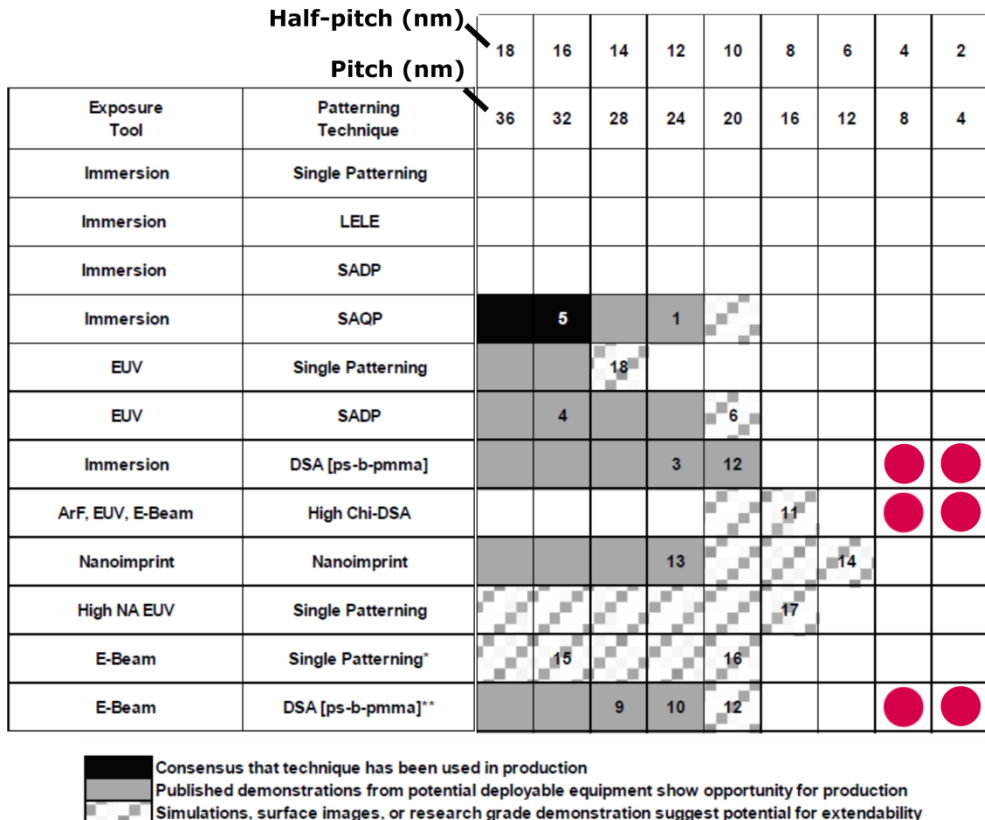 Half-pitch (nm)
18 16 14 12 10 8 6 4 2
Pitch (nm)
Exposure Tool Patterning Technique 36 32 28 24 20 16 12 8 4
Immersion Single Patterning
Immersion LELE
Immersion SADP
Immersion SAQP 5 1
EUV Single Patterning 18
EUV SADP 4 6
Immersion DSA [ps-b-pmma] 3 12
ArF, EUV, E-Beam High Chi-DSA 11
Nanoimprint Nanoimprint 13 14
High NA EUV Single Patterning 17
E-Beam Single Patterning* 15 16
E-Beam DSA [ps-b-pmma]** 9 10 12
Consensus that technique has been used in production
Published demonstrations from potential deployable equipment show opportunity for production
Simulations, surface images, or research grade demonstration suggest potential for extendability